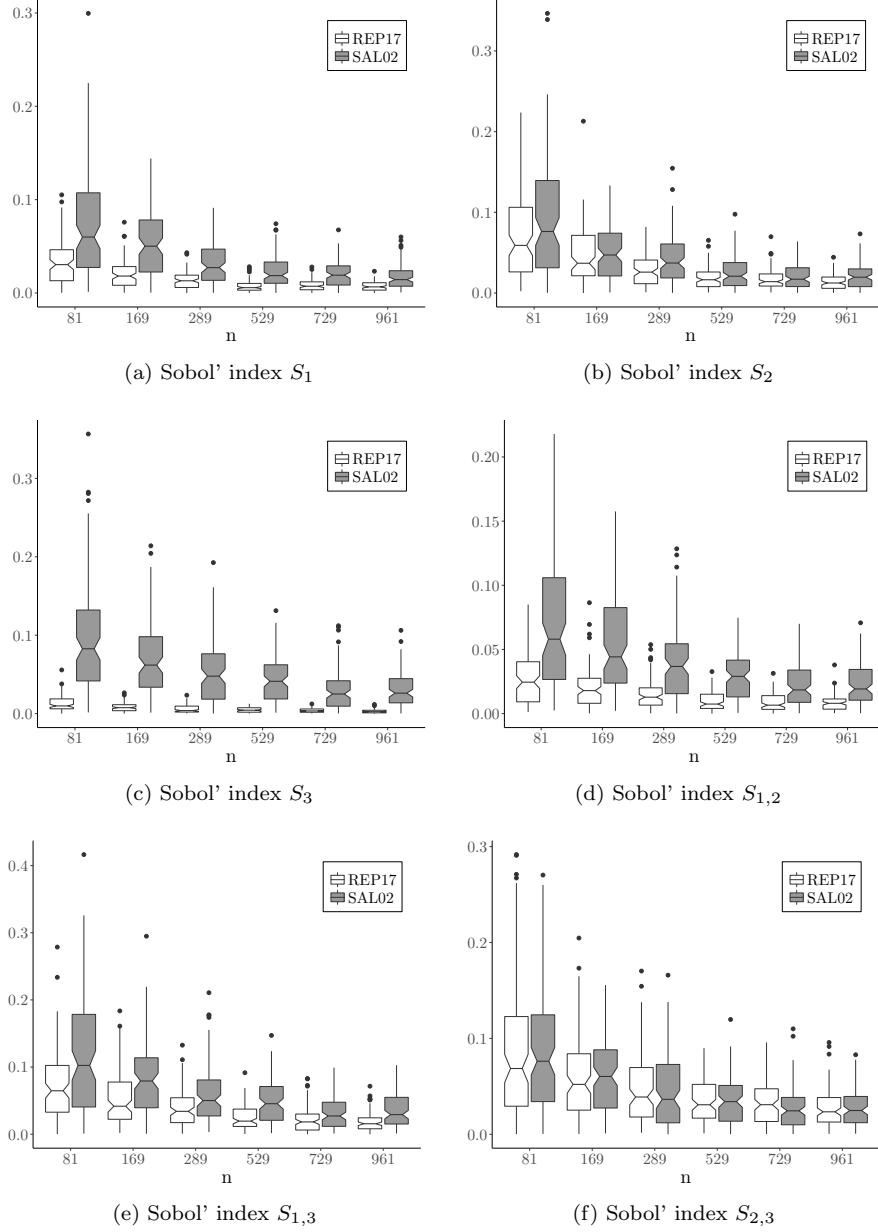 0.3
0.2
0.1
0.0
REP17
SAL02
81 169 289 529 729 961
n
(a) Sobol' index S₁
0.3
0.2
0.1
0.0
REP17
SAL02
81 169 289 529 729 961
n
(b) Sobol' index S₂
0.3
0.2
0.1
0.0
REP17
SAL02
81 169 289 529 729 961
n
(c) Sobol' index S₃
0.20
0.15
0.10
0.05
0.00
REP17
SAL02
81 169 289 529 729 961
n
(d) Sobol' index S₁,₂
0.4
0.3
0.2
0.1
0.0
REP17
SAL02
81 169 289 529 729 961
n
(e) Sobol' index S₁,₃
0.3
0.2
0.1
0.0
REP17
SAL02
81 169 289 529 729 961
n
(f) Sobol' index S₂,₃